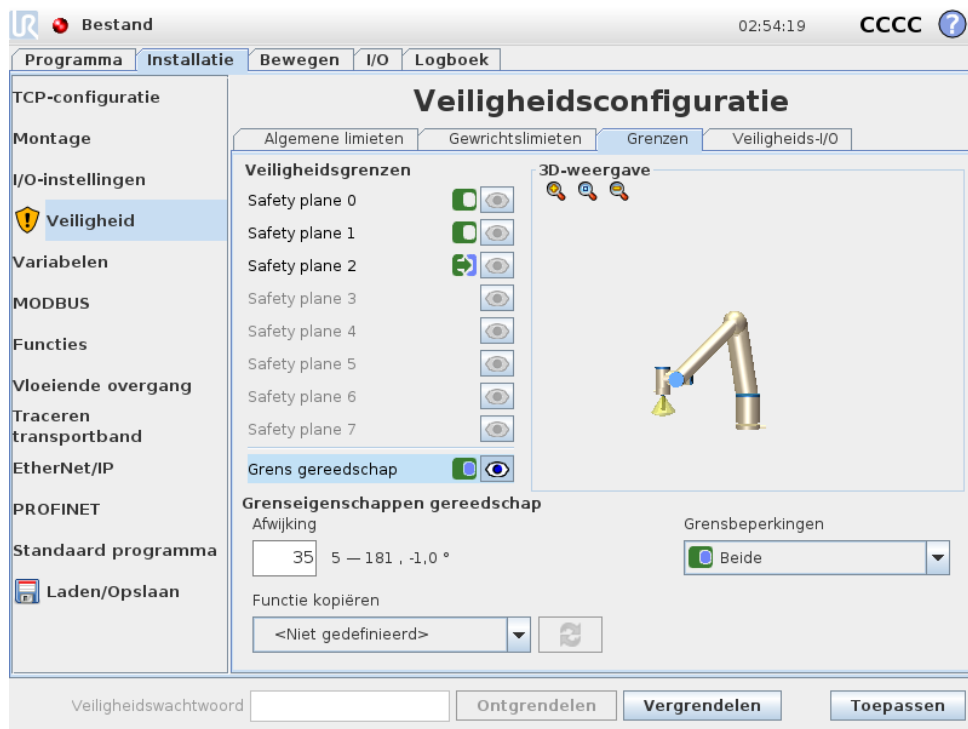 UR Bestand 02:54:19 CCCC ?
Programma Installatie Bewegen I/O Logboek
TCP-configuratie
Montage
I/O-instellingen
Veiligheid
Variabelen
MODBUS
Functies
Vloeiende overgang
Traceren
transportband
EtherNet/IP
PROFINET
Standaard programma
Laden/Opslaan
Veiligheidsconfiguratie
Algemene limieten Gewrichtslimieten Grenzen Veiligheids-I/O
Veiligheidsgrenzen
Safety plane 0
Safety plane 1
Safety plane 2
Safety plane 3
Safety plane 4
Safety plane 5
Safety plane 6
Safety plane 7
Grens gereedschap
3D-weergave
Grenseigenschappen gereedschap
Afwijking
35 5 — 181 , -1,0 °
Grensbeperkingen
Beide
Functie kopiëren
<Niet gedefinieerd>
Veiligheidswachtwoord Ontgrendelen Vergrendelen Toepassen